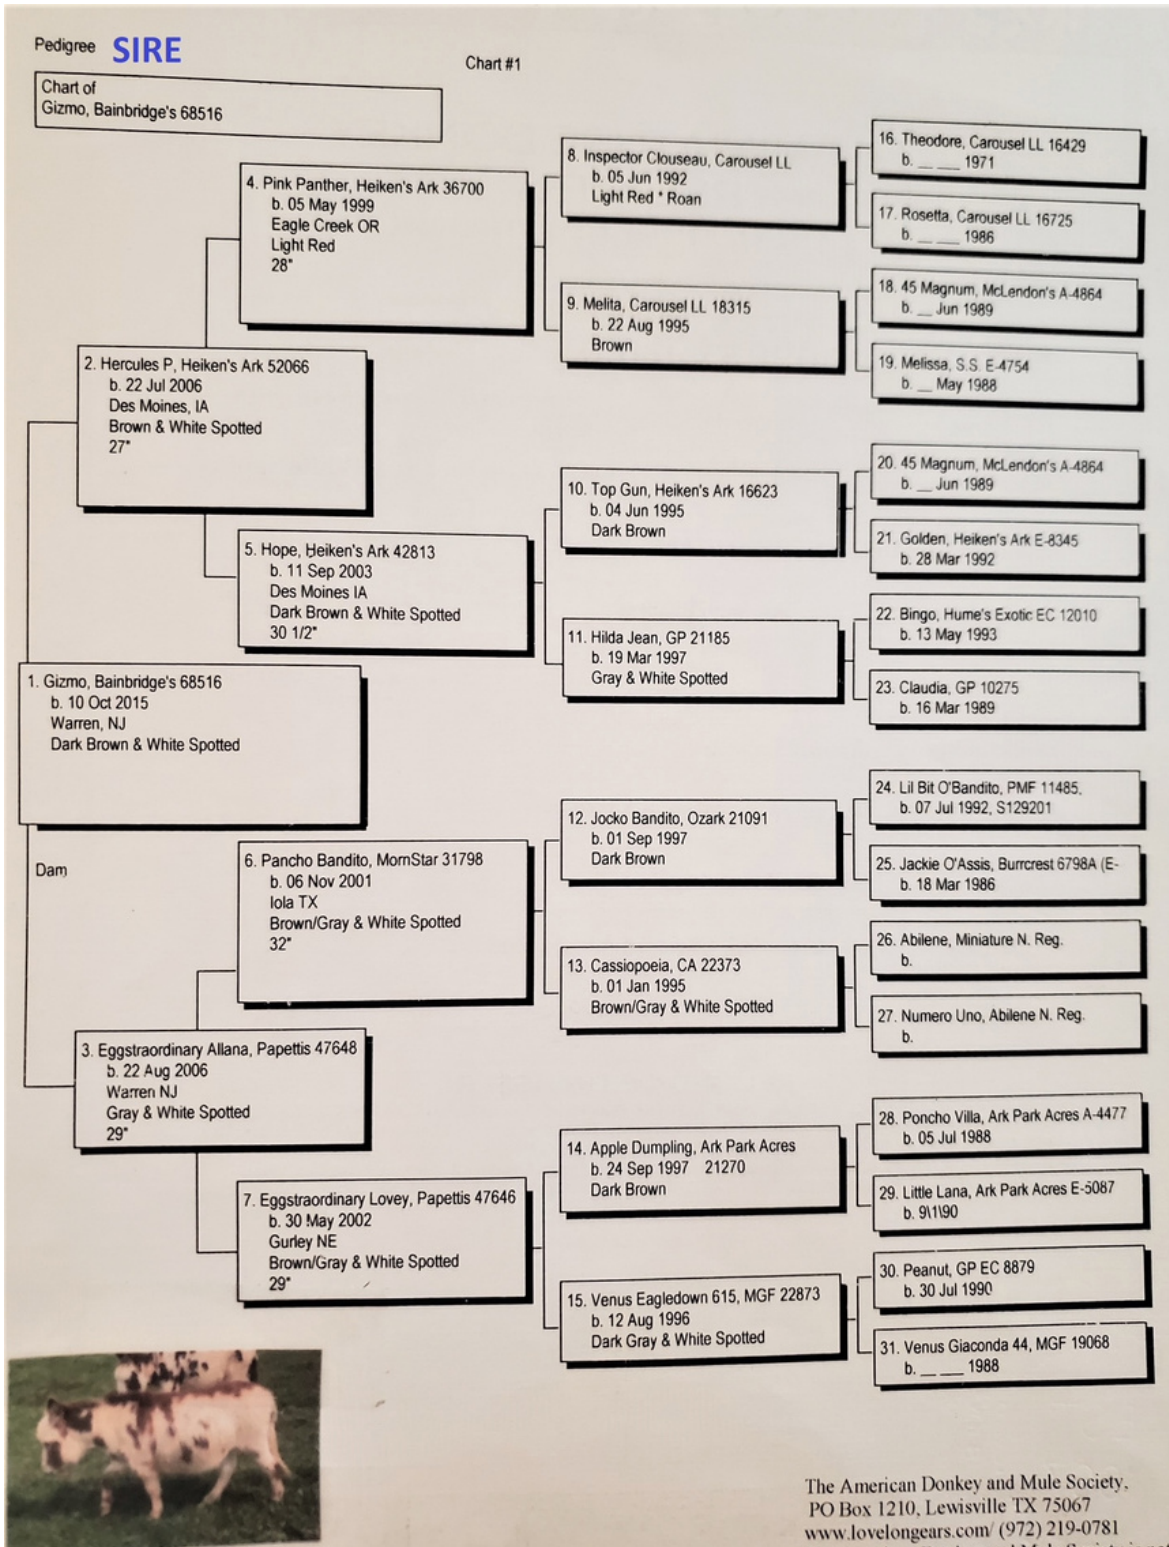 Pedigree SIRE
Chart #1
Chart of
Gizmo, Bainbridge's 68516
1. Gizmo, Bainbridge's 68516
b. 10 Oct 2015
Warren, NJ
Dark Brown & White Spotted
Dam
2. Hercules P, Heiken's Ark 52066
b. 22 Jul 2006
Des Moines, IA
Brown & White Spotted
27"
3. Eggstraordinary Allana, Papettis 47648
b. 22 Aug 2006
Warren NJ
Gray & White Spotted
29"
4. Pink Panther, Heiken's Ark 36700
b. 05 May 1999
Eagle Creek OR
Light Red
28"
5. Hope, Heiken's Ark 42813
b. 11 Sep 2003
Des Moines IA
Dark Brown & White Spotted
30 1/2"
6. Pancho Bandito, MornStar 31798
b. 06 Nov 2001
Iola TX
Brown/Gray & White Spotted
32"
7. Eggstraordinary Lovey, Papettis 47646
b. 30 May 2002
Gurley NE
Brown/Gray & White Spotted
29"
8. Inspector Clouseau, Carousel LL
b. 05 Jun 1992
Light Red * Roan
9. Melita, Carousel LL 18315
b. 22 Aug 1995
Brown
10. Top Gun, Heiken's Ark 16623
b. 04 Jun 1995
Dark Brown
11. Hilda Jean, GP 21185
b. 19 Mar 1997
Gray & White Spotted
12. Jocko Bandito, Ozark 21091
b. 01 Sep 1997
Dark Brown
13. Cassiopoeia, CA 22373
b. 01 Jan 1995
Brown/Gray & White Spotted
14. Apple Dumpling, Ark Park Acres
b. 24 Sep 1997 21270
Dark Brown
15. Venus Eagledown 615, MGF 22873
b. 12 Aug 1996
Dark Gray & White Spotted
16. Theodore, Carousel LL 16429
b. __ ___ 1971
17. Rosetta, Carousel LL 16725
b. __ ___ 1986
18. 45 Magnum, McLendon's A-4864
b. __ Jun 1989
19. Melissa, S.S. E-4754
b. __ May 1988
20. 45 Magnum, McLendon's A-4864
b. __ Jun 1989
21. Golden, Heiken's Ark E-8345
b. 28 Mar 1992
22. Bingo, Hume's Exotic EC 12010
b. 13 May 1993
23. Claudia, GP 10275
b. 16 Mar 1989
24. Lil Bit O'Bandito, PMF 11485,
b. 07 Jul 1992, S129201
25. Jackie O'Assis, Burrcrest 6798A (E-
b. 18 Mar 1986
26. Abilene, Miniature N. Reg.
b.
27. Numero Uno, Abilene N. Reg.
b.
28. Poncho Villa, Ark Park Acres A-4477
b. 05 Jul 1988
29. Little Lana, Ark Park Acres E-5087
b. 9\1\90
30. Peanut, GP EC 8879
b. 30 Jul 1990
31. Venus Giaconda 44, MGF 19068
b. __ ___ 1988
The American Donkey and Mule Society,
PO Box 1210, Lewisville TX 75067
www.lovelongears.com/ (972) 219-0781